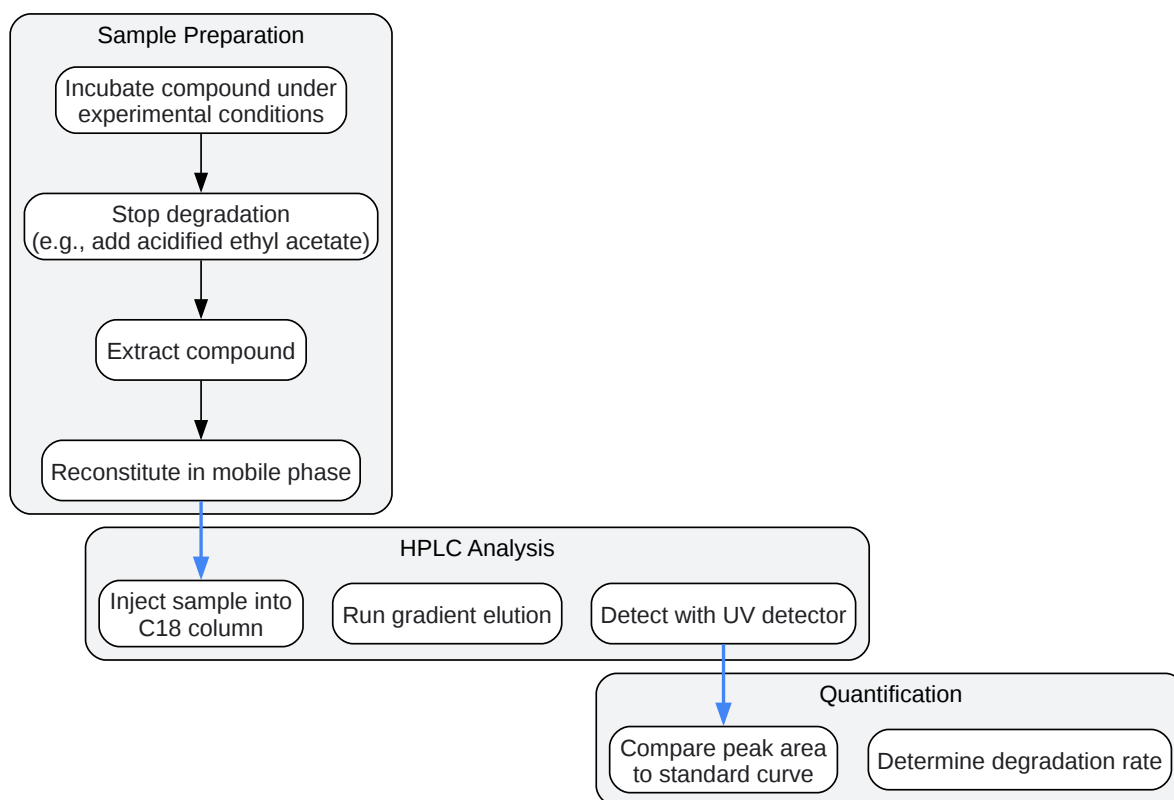 Sample Preparation
Incubate compound under
experimental conditions
Stop degradation
(e.g., add acidified ethyl acetate)
Extract compound
Reconstitute in mobile phase
HPLC Analysis
Inject sample into
C18 column
Run gradient elution
Detect with UV detector
Quantification
Compare peak area
to standard curve
Determine degradation rate